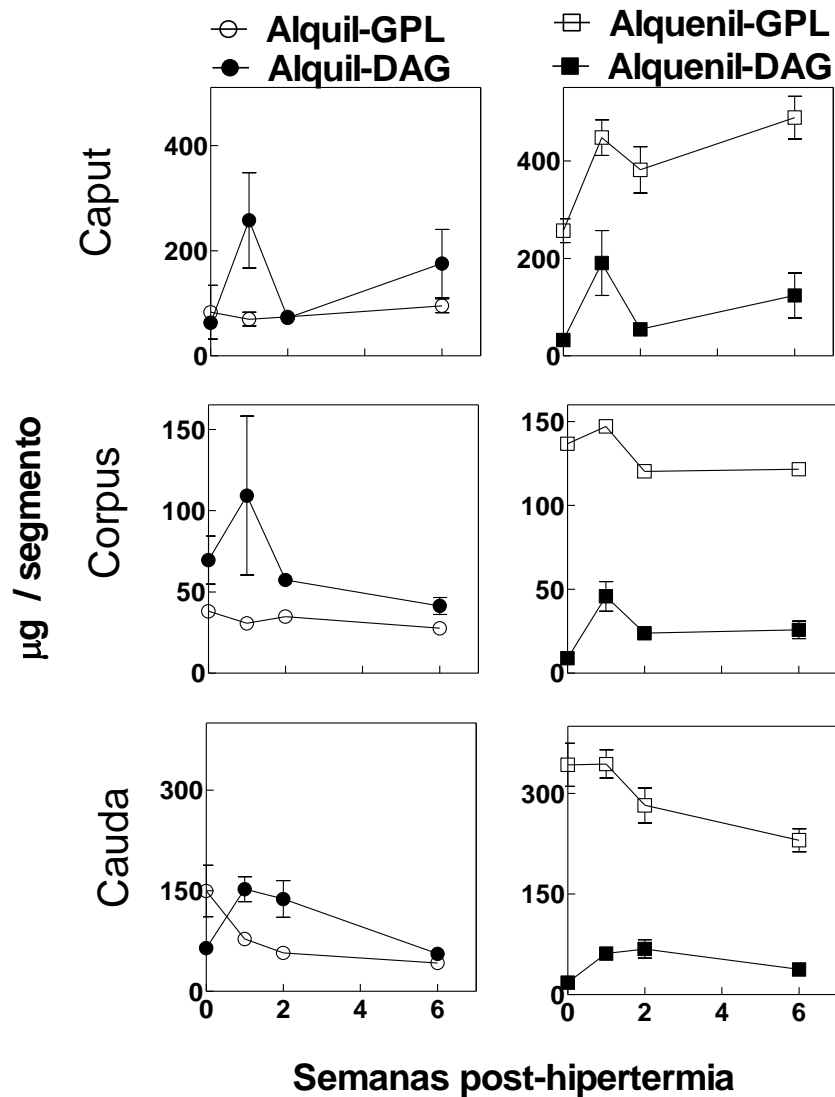 Alquil-GPL
Alquil-DAG
Alquenil-GPL
Alquenil-DAG
µg / segmento
Caput
400
200
0
400
200
0
Corpus
150
100
50
0
150
100
50
0
Cauda
300
150
0
300
150
0
0 2 4 6
0 2 4 6
Semanas post-hipertermia